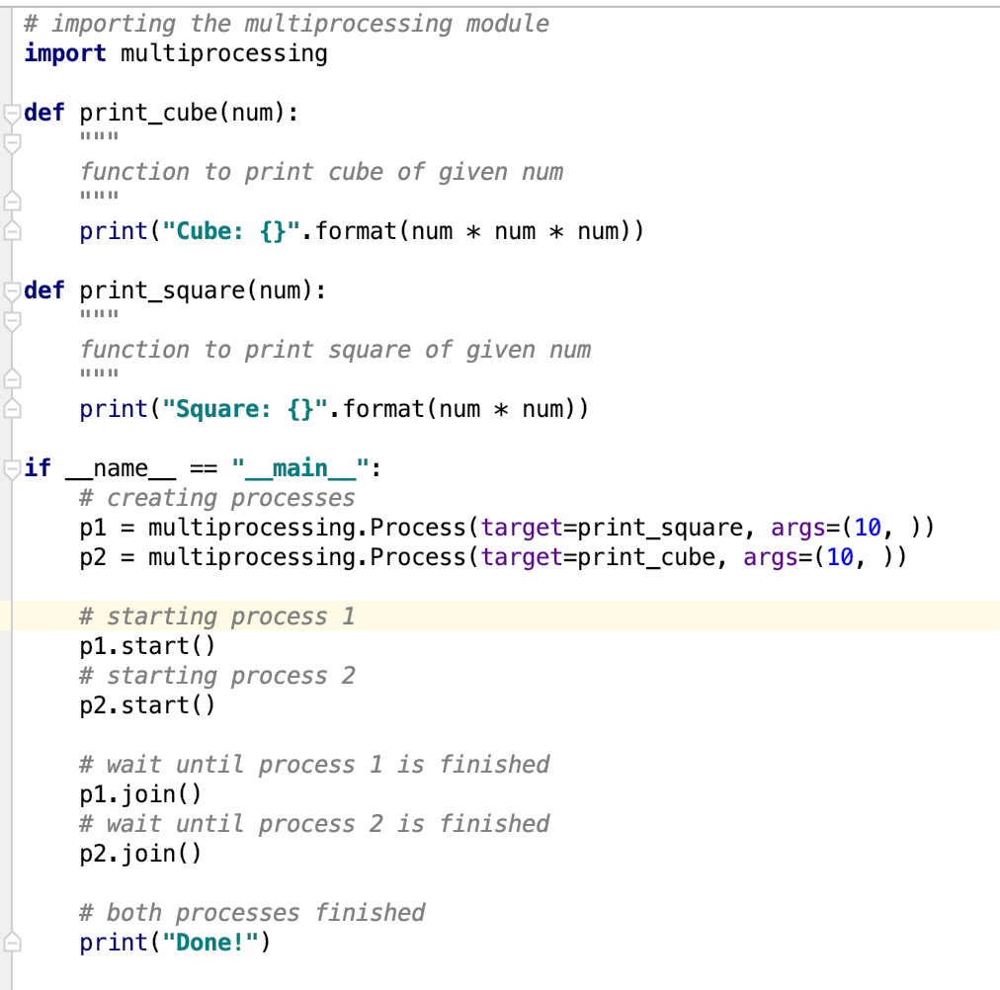 # importing the multiprocessing module
import multiprocessing

def print_cube(num):
    """
    function to print cube of given num
    """
    print("Cube: {}".format(num * num * num))

def print_square(num):
    """
    function to print square of given num
    """
    print("Square: {}".format(num * num))

if __name__ == "__main__":
    # creating processes
    p1 = multiprocessing.Process(target=print_square, args=(10, ))
    p2 = multiprocessing.Process(target=print_cube, args=(10, ))

    # starting process 1
    p1.start()
    # starting process 2
    p2.start()

    # wait until process 1 is finished
    p1.join()
    # wait until process 2 is finished
    p2.join()

    # both processes finished
    print("Done!")